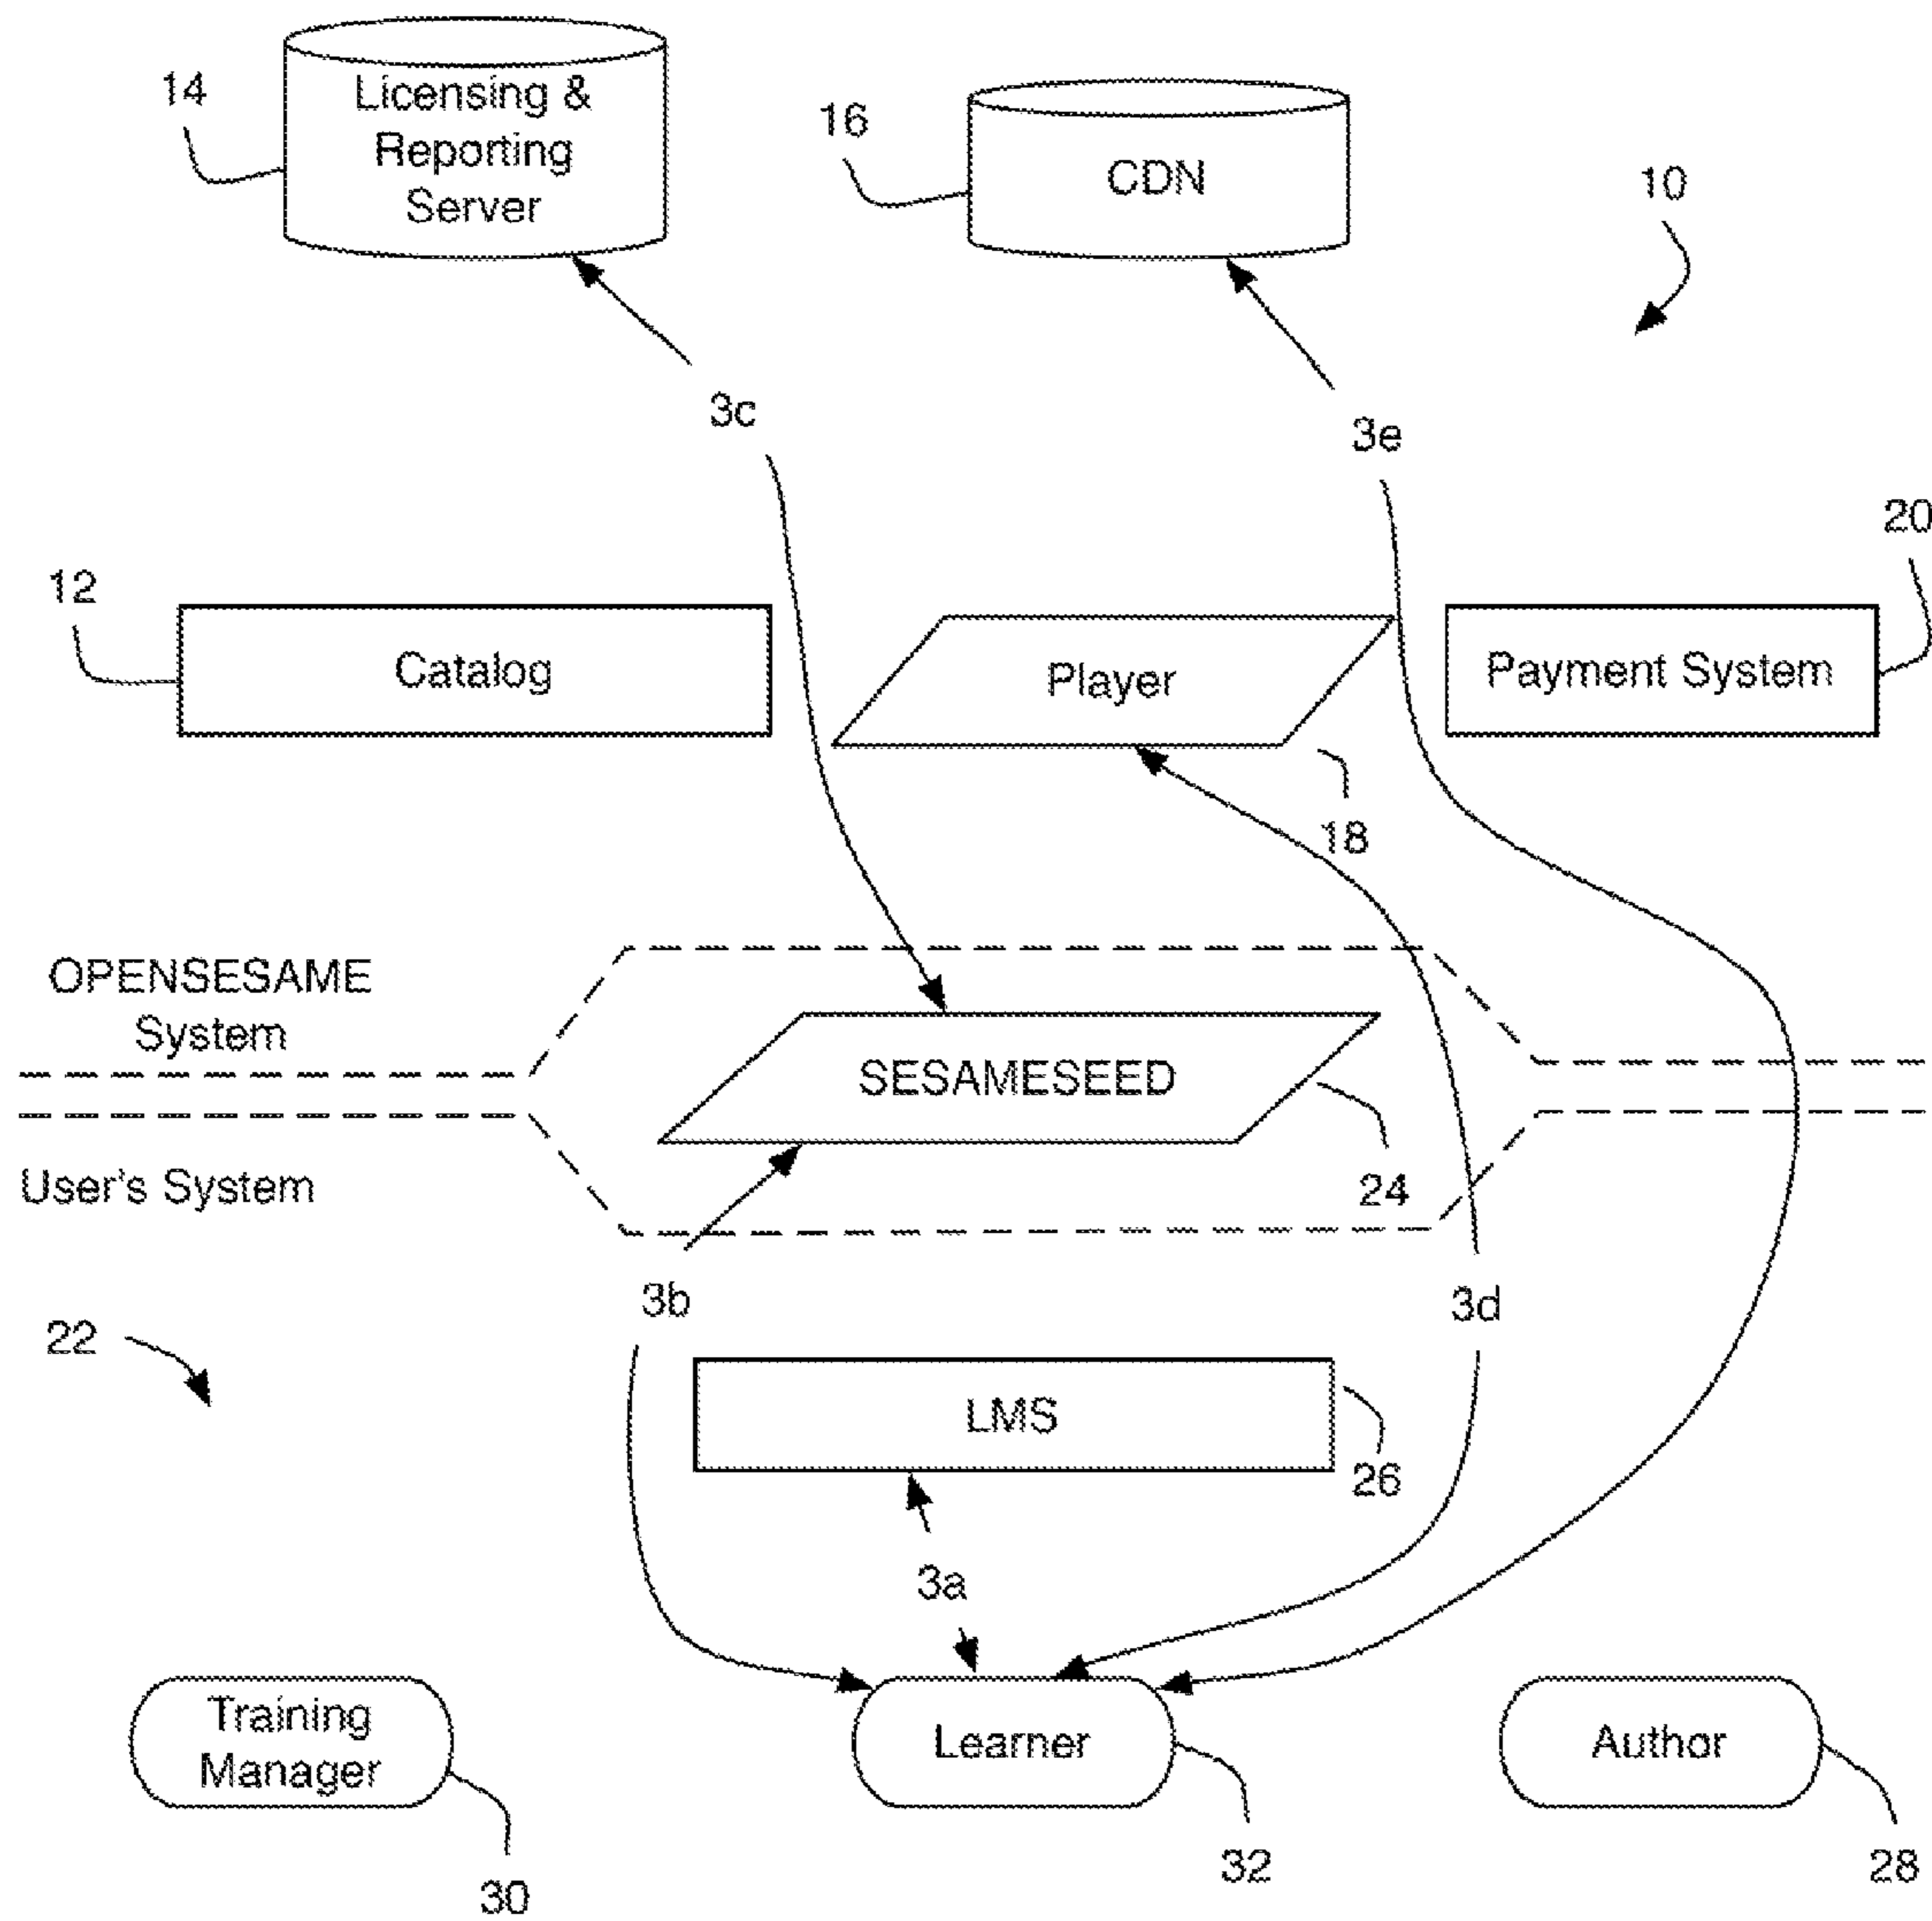 14
Licensing &
Reporting
Server
16
CDN
10
3c
3e
20
12
Catalog
Player
Payment System
18
OPENSESAME
System
SESAMESEED
User's System
24
3b
3d
22
LMS
26
3a
Training
Manager
Learner
Author
30
32
28